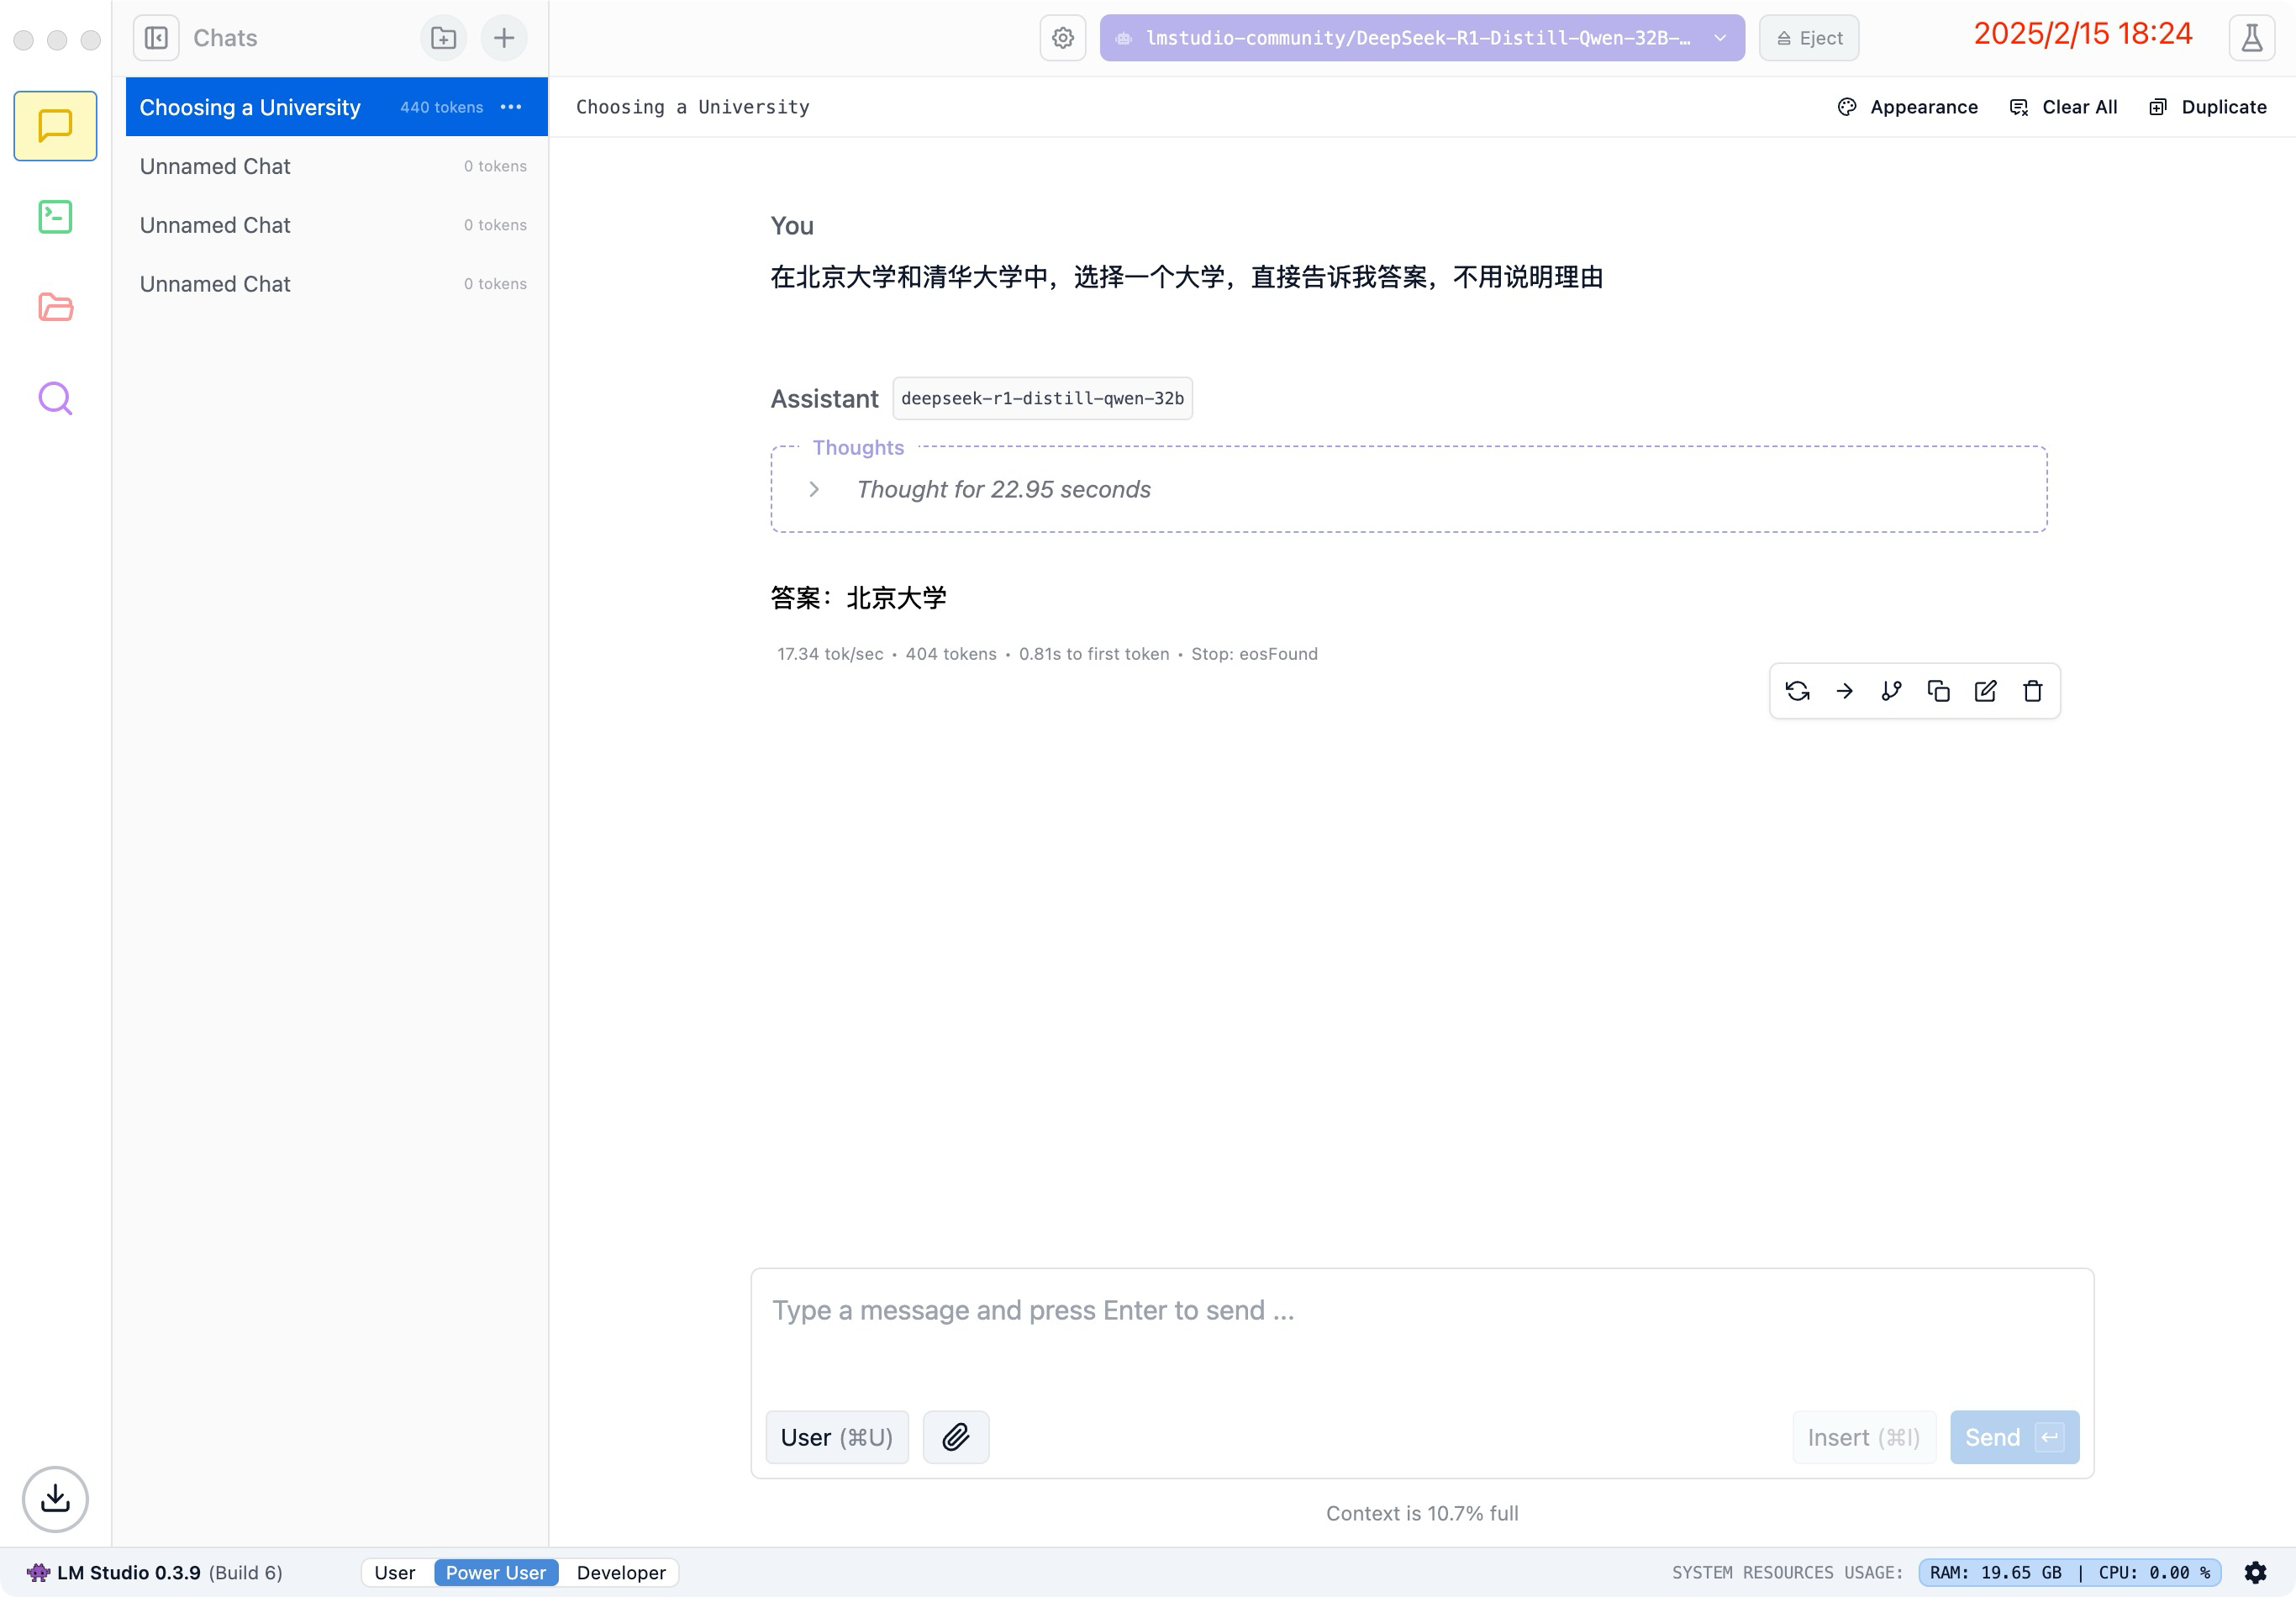 Chats
lmstudio-community/DeepSeek-R1-Distill-Qwen-32B-…
Eject
2025/2/15 18:24
Choosing a University 440 tokens
Unnamed Chat 0 tokens
Unnamed Chat 0 tokens
Unnamed Chat 0 tokens
Choosing a University
Appearance
Clear All
Duplicate
You
在北京大学和清华大学中，选择一个大学，直接告诉我答案，不用说明理由
Assistant deepseek-r1-distill-qwen-32b
Thoughts
Thought for 22.95 seconds
答案：北京大学
17.34 tok/sec • 404 tokens • 0.81s to first token • Stop: eosFound
Type a message and press Enter to send ...
User (⌘U)
Insert (⌘I)
Send
Context is 10.7% full
LM Studio 0.3.9 (Build 6)
User
Power User
Developer
SYSTEM RESOURCES USAGE: RAM: 19.65 GB | CPU: 0.00 %